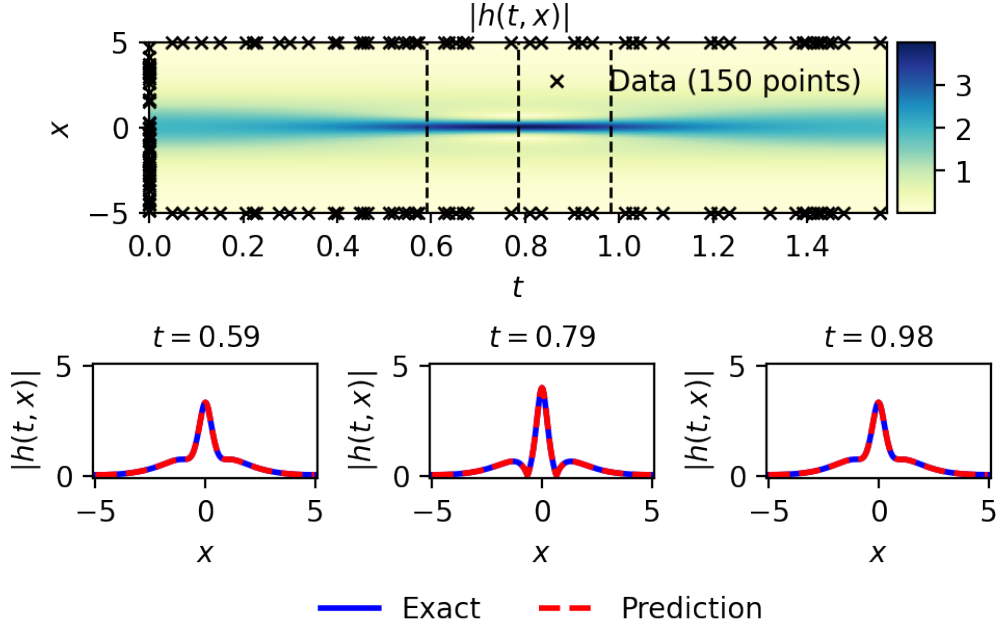 |h(t, x)|
5
0
−5
x
Data (150 points)
3
2
1
0.0 0.2 0.4 0.6 0.8 1.0 1.2 1.4
t
t = 0.59 t = 0.79 t = 0.98
|h(t, x)| |h(t, x)| |h(t, x)|
5 5 5
0 0 0
−5 0 5 −5 0 5 −5 0 5
x x x
Exact Prediction